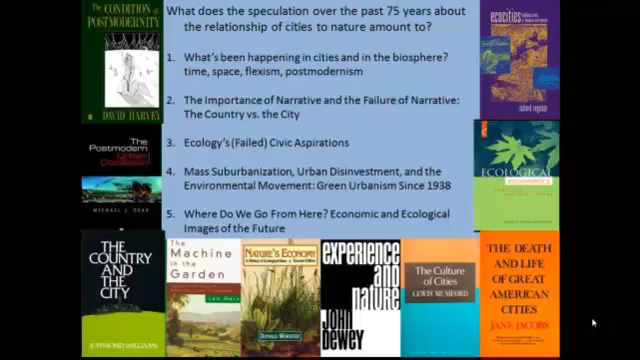 THE CONDITION
OF
POSTMODERNITY
DAVID HARVEY
What does the speculation over the past 75 years about
the relationship of cities to nature amount to?
1. What's been happening in cities and in the biosphere?
time, space, flexism, postmodernism
2. The Importance of Narrative and the Failure of Narrative:
The Country vs. the City
3. Ecology's (Failed) Civic Aspirations
4. Mass Suburbanization, Urban Disinvestment, and the
Environmental Movement: Green Urbanism Since 1938
5. Where Do We Go From Here? Economic and Ecological
Images of the Future
ecocities
richard register
The
Postmodern
Urban
Condition
MICHAEL J. DEAR
ECOLOGICAL
economics
THE
COUNTRY
AND
THE
CITY
RAYMOND WILLIAMS
The
Machine
in the
Garden
Leo Marx
NATURE'S ECONOMY
DONALD WORSTER
experience
and
nature
John
Dewey
The Culture
of Cities
LEWIS MUMFORD
THE DEATH
AND LIFE OF
GREAT
AMERICAN
CITIES
JANE JACOBS